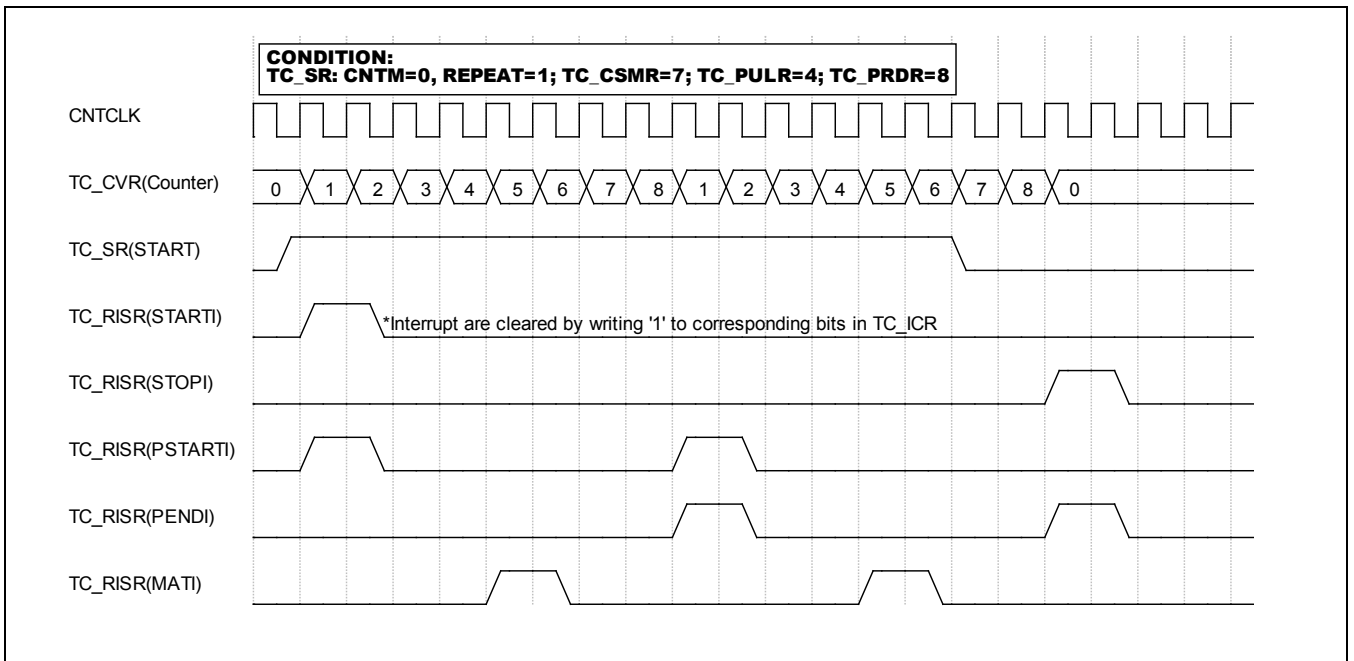 CONDITION:
TC_SR: CNTM=0, REPEAT=1; TC_CSMR=7; TC_PULR=4; TC_PRDR=8
CNTCLK
TC_CVR(Counter) 0 1 2 3 4 5 6 7 8 1 2 3 4 5 6 7 8 0
TC_SR(START)
TC_RISR(STARTI) *Interrupt are cleared by writing '1' to corresponding bits in TC_ICR
TC_RISR(STOPI)
TC_RISR(PSTARTI)
TC_RISR(PENDI)
TC_RISR(MATI)